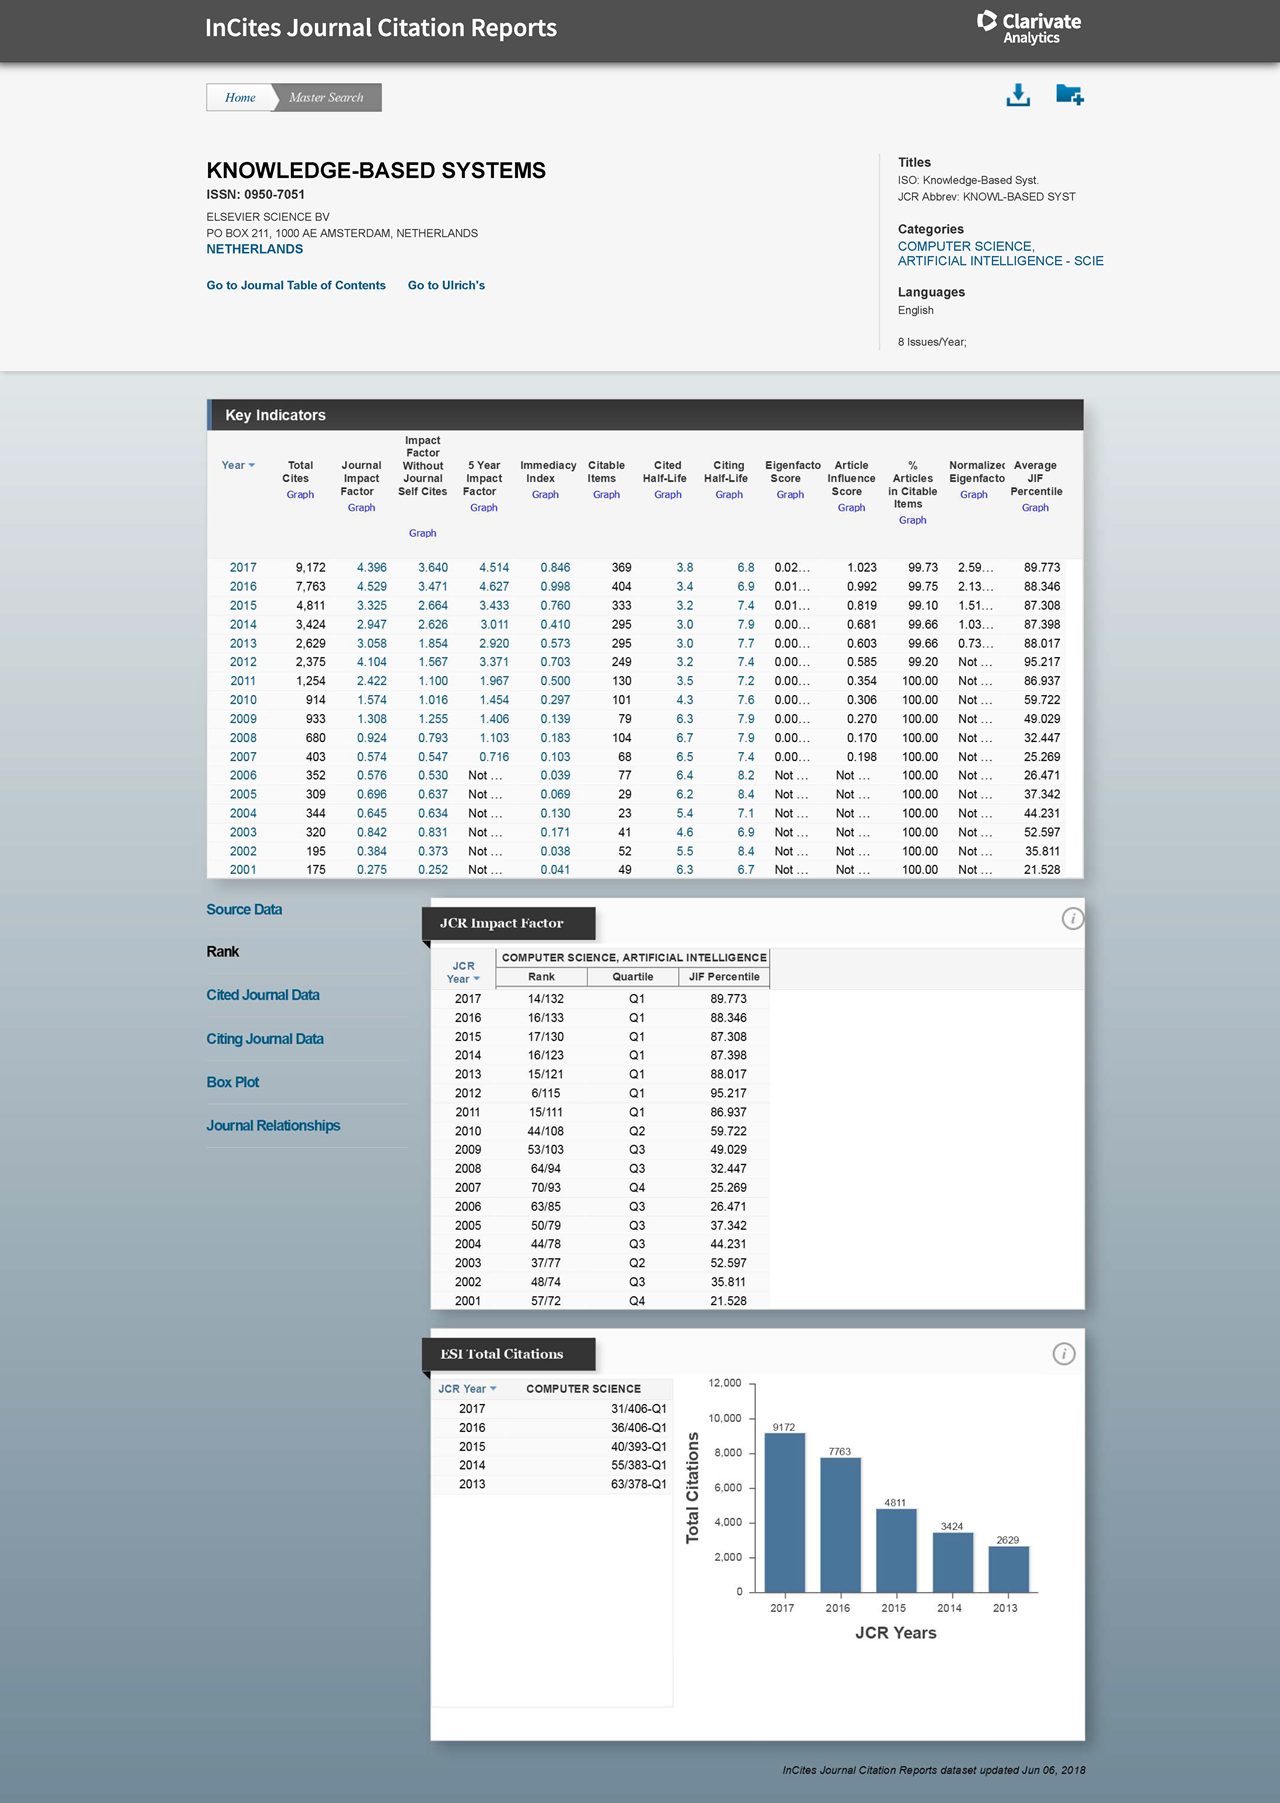 InCites Journal Citation Reports
Clarivate
Analytics
Home Master Search
KNOWLEDGE-BASED SYSTEMS
ISSN: 0950-7051
ELSEVIER SCIENCE BV
PO BOX 211, 1000 AE AMSTERDAM, NETHERLANDS
NETHERLANDS
Go to Journal Table of Contents Go to Ulrich's
Titles
ISO: Knowledge-Based Syst.
JCR Abbrev: KNOWL-BASED SYST
Categories
COMPUTER SCIENCE,
ARTIFICIAL INTELLIGENCE - SCIE
Languages
English
8 Issues/Year;
Key Indicators
Year
Total
Cites
Graph
Journal
Impact
Factor
Graph
Impact
Factor
Without
Journal
Self Cites
Graph
5 Year
Impact
Factor
Graph
Immediacy
Index
Graph
Citable
Items
Graph
Cited
Half-Life
Graph
Citing
Half-Life
Graph
Eigenfacto
Score
Graph
Article
Influence
Score
Graph
%
Articles
in Citable
Items
Graph
Normalized
Eigenfacto
Graph
Average
JIF
Percentile
Graph
2017 9,172 4.396 3.640 4.514 0.846 369 3.8 6.8 0.02... 1.023 99.73 2.59... 89.773
2016 7,763 4.529 3.471 4.627 0.998 404 3.4 6.9 0.01... 0.992 99.75 2.13... 88.346
2015 4,811 3.325 2.664 3.433 0.760 333 3.2 7.4 0.01... 0.819 99.10 1.51... 87.308
2014 3,424 2.947 2.626 3.011 0.410 295 3.0 7.9 0.00... 0.681 99.66 1.03... 87.398
2013 2,629 3.058 1.854 2.920 0.573 295 3.0 7.7 0.00... 0.603 99.66 0.73... 88.017
2012 2,375 4.104 1.567 3.371 0.703 249 3.2 7.4 0.00... 0.585 99.20 Not ... 95.217
2011 1,254 2.422 1.100 1.967 0.500 130 3.5 7.2 0.00... 0.354 100.00 Not ... 86.937
2010 914 1.574 1.016 1.454 0.297 101 4.3 7.6 0.00... 0.306 100.00 Not ... 59.722
2009 933 1.308 1.255 1.406 0.139 79 6.3 7.9 0.00... 0.270 100.00 Not ... 49.029
2008 680 0.924 0.793 1.103 0.183 104 6.7 7.9 0.00... 0.170 100.00 Not ... 32.447
2007 403 0.574 0.547 0.716 0.103 68 6.5 7.4 0.00... 0.198 100.00 Not ... 25.269
2006 352 0.576 0.530 Not ... 0.039 77 6.4 8.2 Not ... Not ... 100.00 Not ... 26.471
2005 309 0.696 0.637 Not ... 0.069 29 6.2 8.4 Not ... Not ... 100.00 Not ... 37.342
2004 344 0.645 0.634 Not ... 0.130 23 5.4 7.1 Not ... Not ... 100.00 Not ... 44.231
2003 320 0.842 0.831 Not ... 0.171 41 4.6 6.9 Not ... Not ... 100.00 Not ... 52.597
2002 195 0.384 0.373 Not ... 0.038 52 5.5 8.4 Not ... Not ... 100.00 Not ... 35.811
2001 175 0.275 0.252 Not ... 0.041 49 6.3 6.7 Not ... Not ... 100.00 Not ... 21.528
Source Data
Rank
Cited Journal Data
Citing Journal Data
Box Plot
Journal Relationships
JCR Impact Factor
i
JCR
Year
COMPUTER SCIENCE, ARTIFICIAL INTELLIGENCE
Rank Quartile JIF Percentile
2017 14/132 Q1 89.773
2016 16/133 Q1 88.346
2015 17/130 Q1 87.308
2014 16/123 Q1 87.398
2013 15/121 Q1 88.017
2012 6/115 Q1 95.217
2011 15/111 Q1 86.937
2010 44/108 Q2 59.722
2009 53/103 Q3 49.029
2008 64/94 Q3 32.447
2007 70/93 Q4 25.269
2006 63/85 Q3 26.471
2005 50/79 Q3 37.342
2004 44/78 Q3 44.231
2003 37/77 Q2 52.597
2002 48/74 Q3 35.811
2001 57/72 Q4 21.528
ESI Total Citations
i
JCR Year COMPUTER SCIENCE
2017 31/406-Q1
2016 36/406-Q1
2015 40/393-Q1
2014 55/383-Q1
2013 63/378-Q1
Total Citations
12,000
10,000
8,000
6,000
4,000
2,000
0
9172
7763
4811
3424
2629
2017 2016 2015 2014 2013
JCR Years
InCites Journal Citation Reports dataset updated Jun 06, 2018